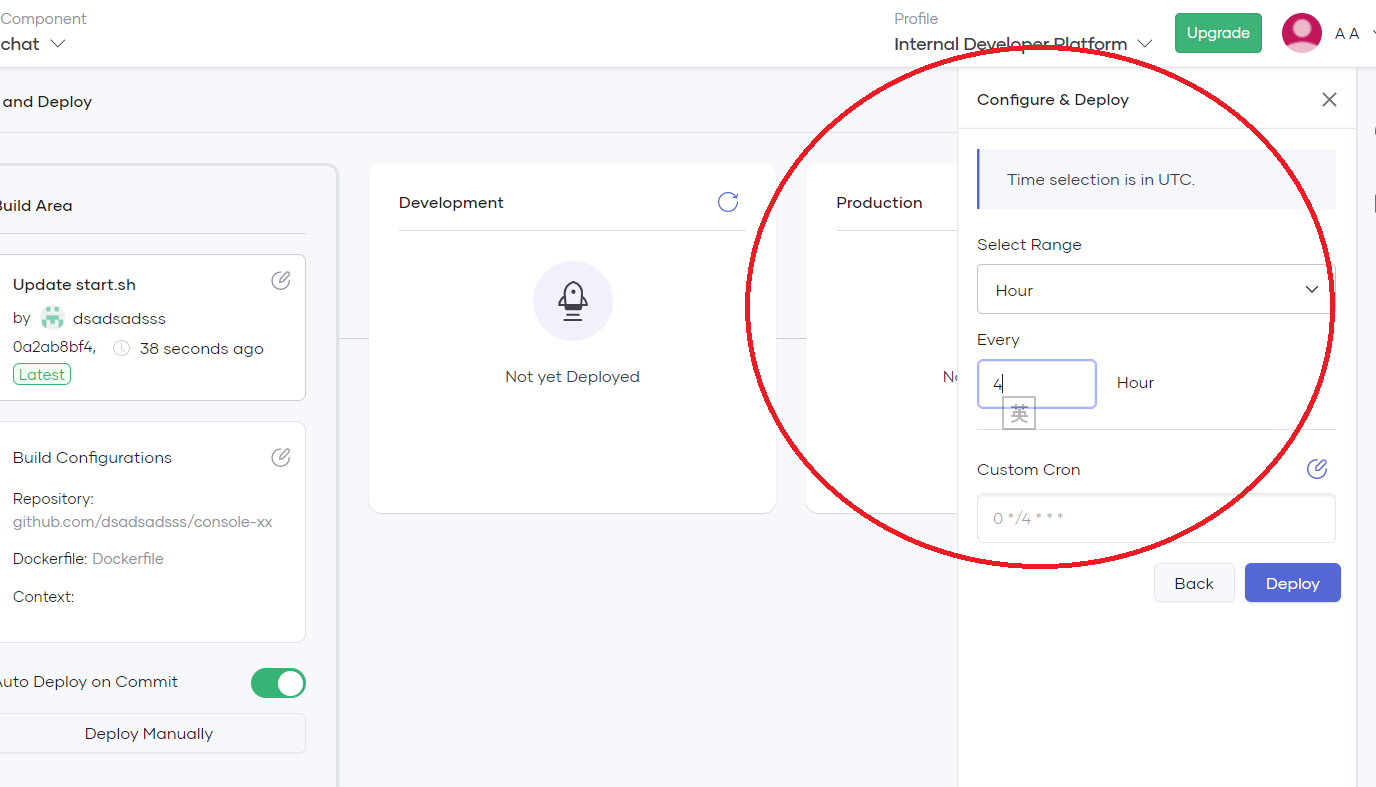 Component
chat
Profile
Internal Developer Platform
Upgrade
A A
and Deploy
Build Area
Update start.sh
by dsadsadsss
0a2ab8bf4, 38 seconds ago
Latest
Build Configurations
Repository:
github.com/dsadsadsss/console-xx
Dockerfile: Dockerfile
Context:
Auto Deploy on Commit
Deploy Manually
Development
Not yet Deployed
Production
Configure & Deploy
Time selection is in UTC.
Select Range
Hour
Every
4 Hour
英
Custom Cron
0 */4 * * *
Back
Deploy